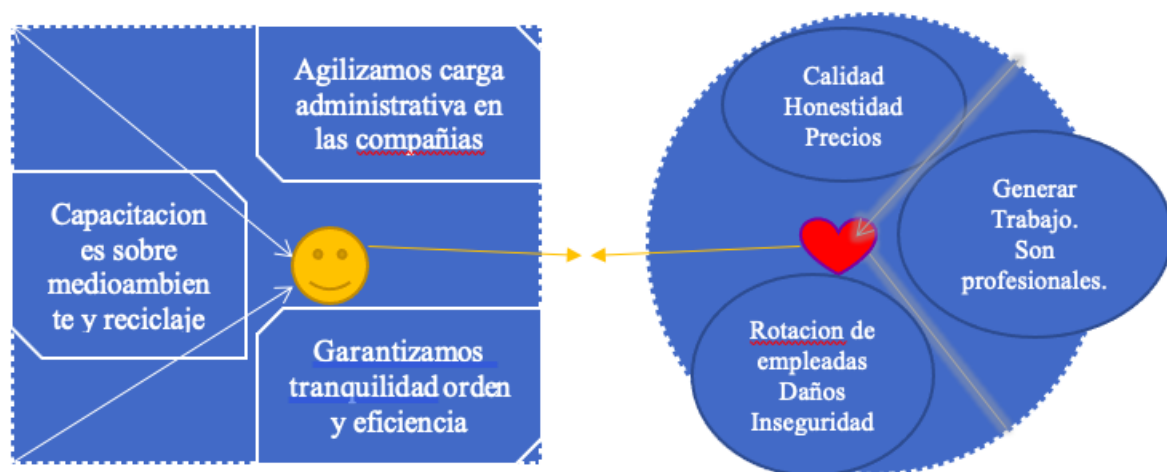 Agilizamos carga
administrativa en
las compañias
Capacitacion
es sobre
medioambien
te y reciclaje
Garantizamos
tranquilidad orden
y eficiencia
Calidad
Honestidad
Precios
Generar
Trabajo.
Son
profesionales.
Rotacion de
empleadas
Daños
Inseguridad